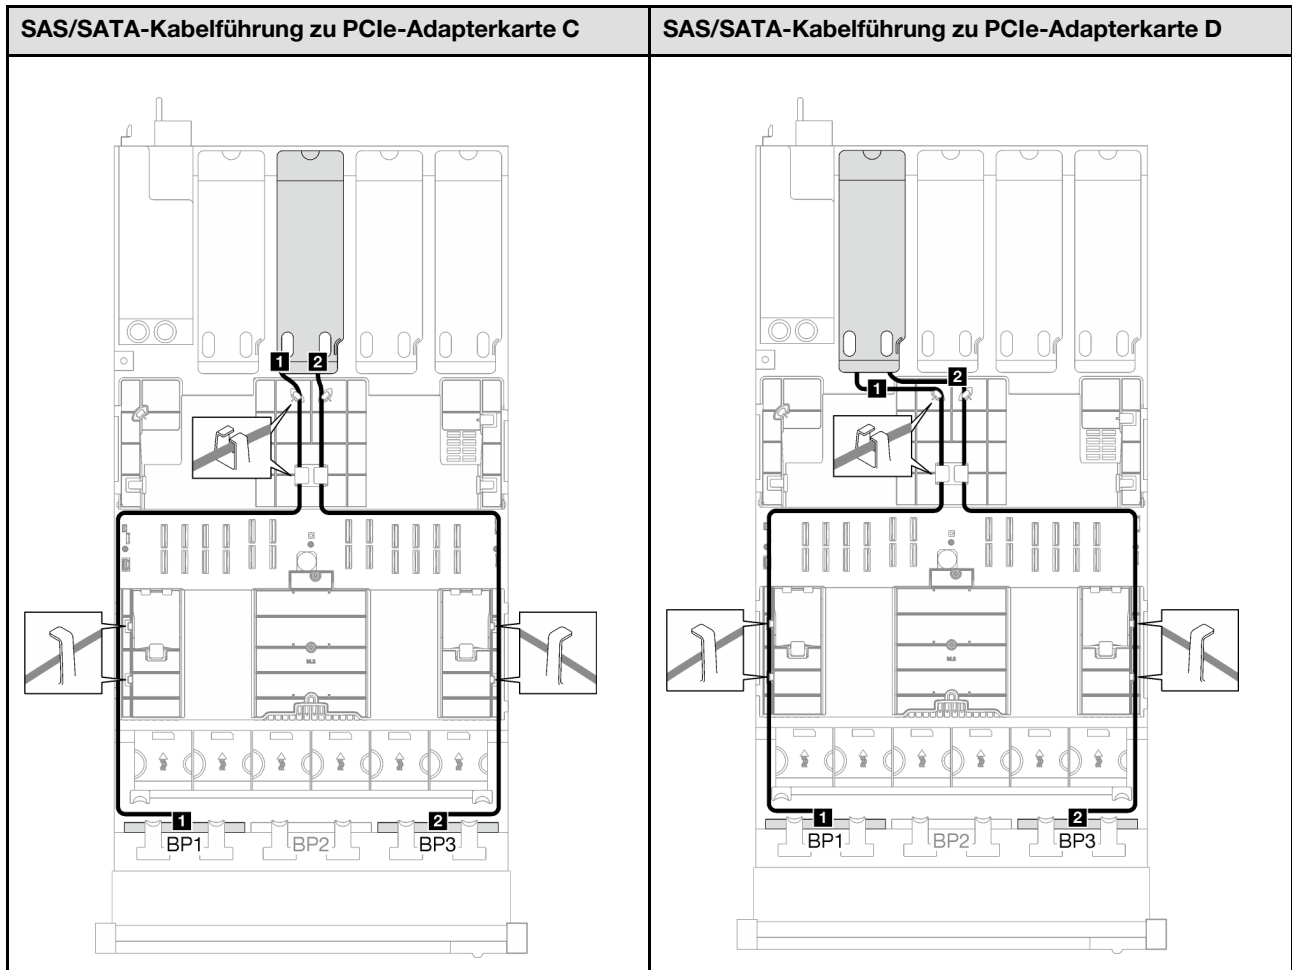 SAS/SATA-Kabelführung zu PCIe-Adapterkarte C
SAS/SATA-Kabelführung zu PCIe-Adapterkarte D
1
2
1
2
BP1
BP2
BP3
1
2
1
2
BP1
BP2
BP3